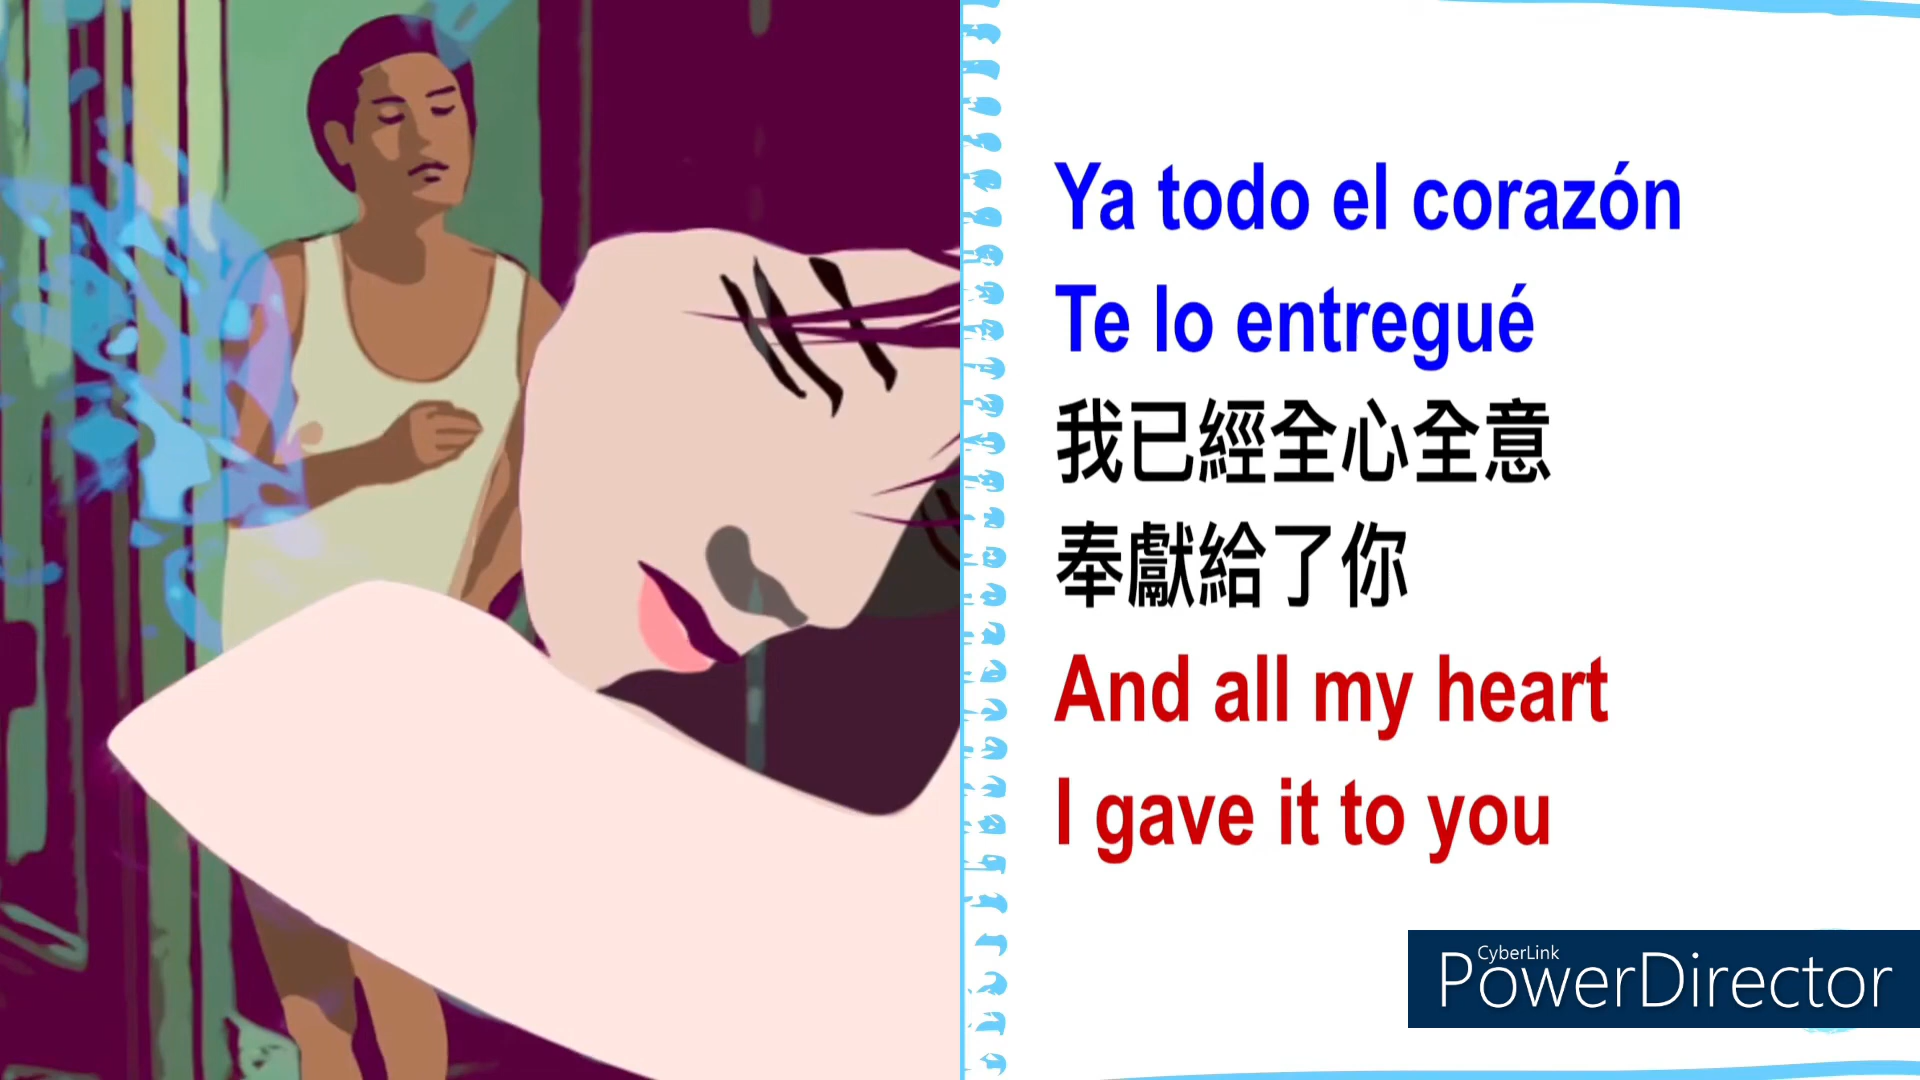 Ya todo el corazón
Te lo entregué
我已經全心全意
奉獻給了你
And all my heart
I gave it to you
CyberLink
PowerDirector